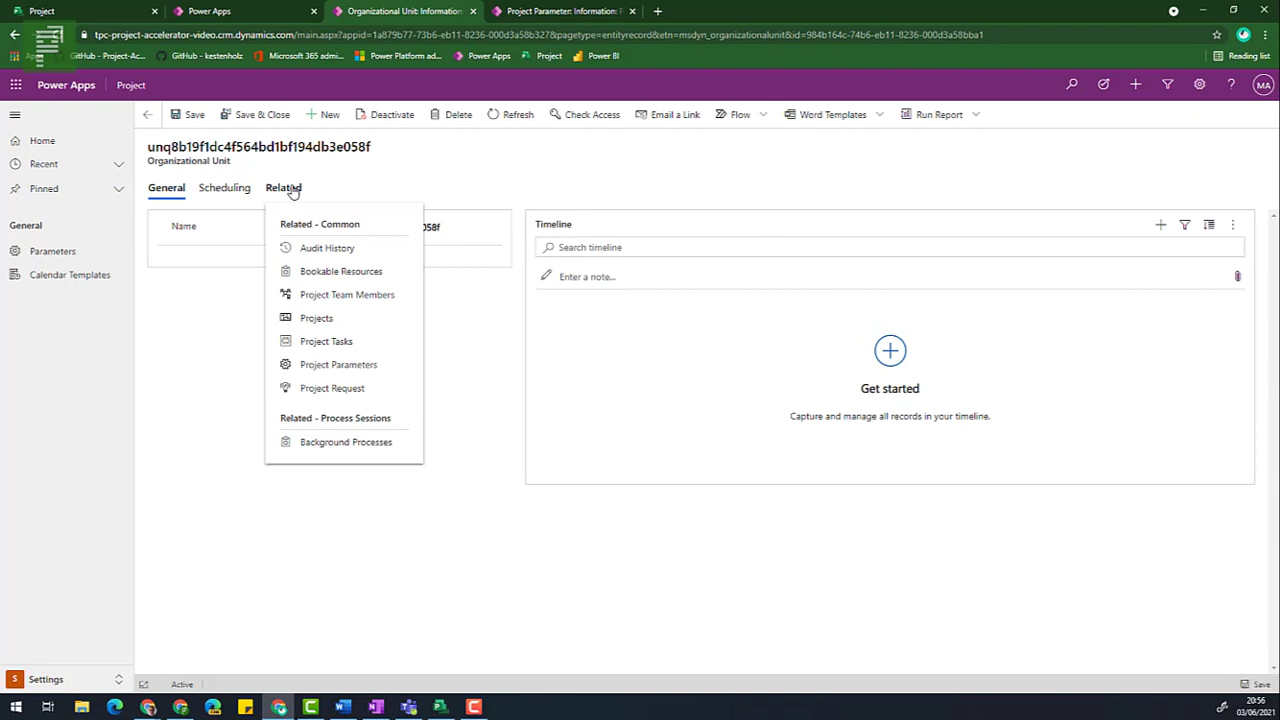 Project
Power Apps
Organizational Unit: Information
Project Parameter: Information: P
tpc-project-accelerator-video.crm.dynamics.com/main.aspx?appid=1a879b77-73b6-eb11-8236-000d3a58b327&pagetype=entityrecord&etn=msdyn_organizationalunit&id=984b164c-74b6-eb11-8236-000d3a58bba1
GitHub - Project-Ac...
GitHub - kestenholz
Microsoft 365 admi...
Power Platform ad...
Power Apps
Project
Power BI
Reading list
Power Apps
Project
MA
Save
Save & Close
New
Deactivate
Delete
Refresh
Check Access
Email a Link
Flow
Word Templates
Run Report
Home
Recent
Pinned
General
Parameters
Calendar Templates
unq8b19f1dc4f564bd1bf194db3e058f
Organizational Unit
General
Scheduling
Related
Name
058f
Related - Common
Audit History
Bookable Resources
Project Team Members
Projects
Project Tasks
Project Parameters
Project Request
Related - Process Sessions
Background Processes
Timeline
Search timeline
Enter a note...
Get started
Capture and manage all records in your timeline.
S
Settings
Active
Save
20:56
03/06/2021